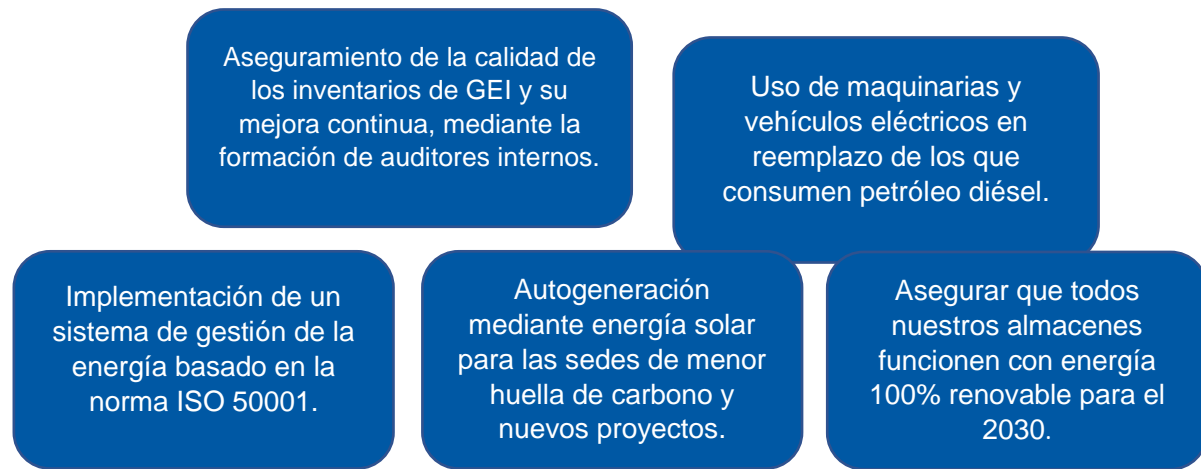 Aseguramiento de la calidad de
los inventarios de GEI y su
mejora continua, mediante la
formación de auditores internos.
Uso de maquinarias y
vehículos eléctricos en
reemplazo de los que
consumen petróleo diésel.
Implementación de un
sistema de gestión de la
energía basado en la
norma ISO 50001.
Autogeneración
mediante energía solar
para las sedes de menor
huella de carbono y
nuevos proyectos.
Asegurar que todos
nuestros almacenes
funcionen con energía
100% renovable para el
2030.